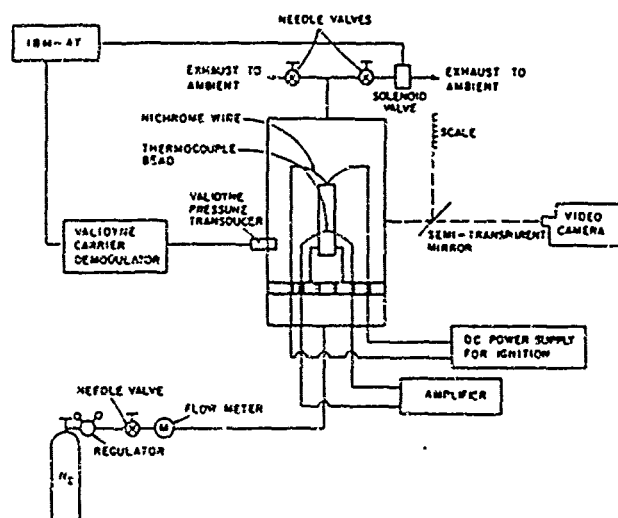 NEEDLE VALVES
IBM-AT
EXHAUST TO
AMBIENT
EXHAUST TO
AMBIENT
SOLENOID
VALVE
NICHROME WIRE
THERMOCOUPLE
BEAD
SCALE
VALIDYNE
PRESSURE
TRANSDUCER
VALIDYNE
CARRIER
DEMODULATOR
SEMI-TRANSPARENT
MIRROR
VIDEO
CAMERA
DC POWER SUPPLY
FOR IGNITION
AMPLIFIER
NEEDLE VALVE
FLOW METER
M
REGULATOR
N2